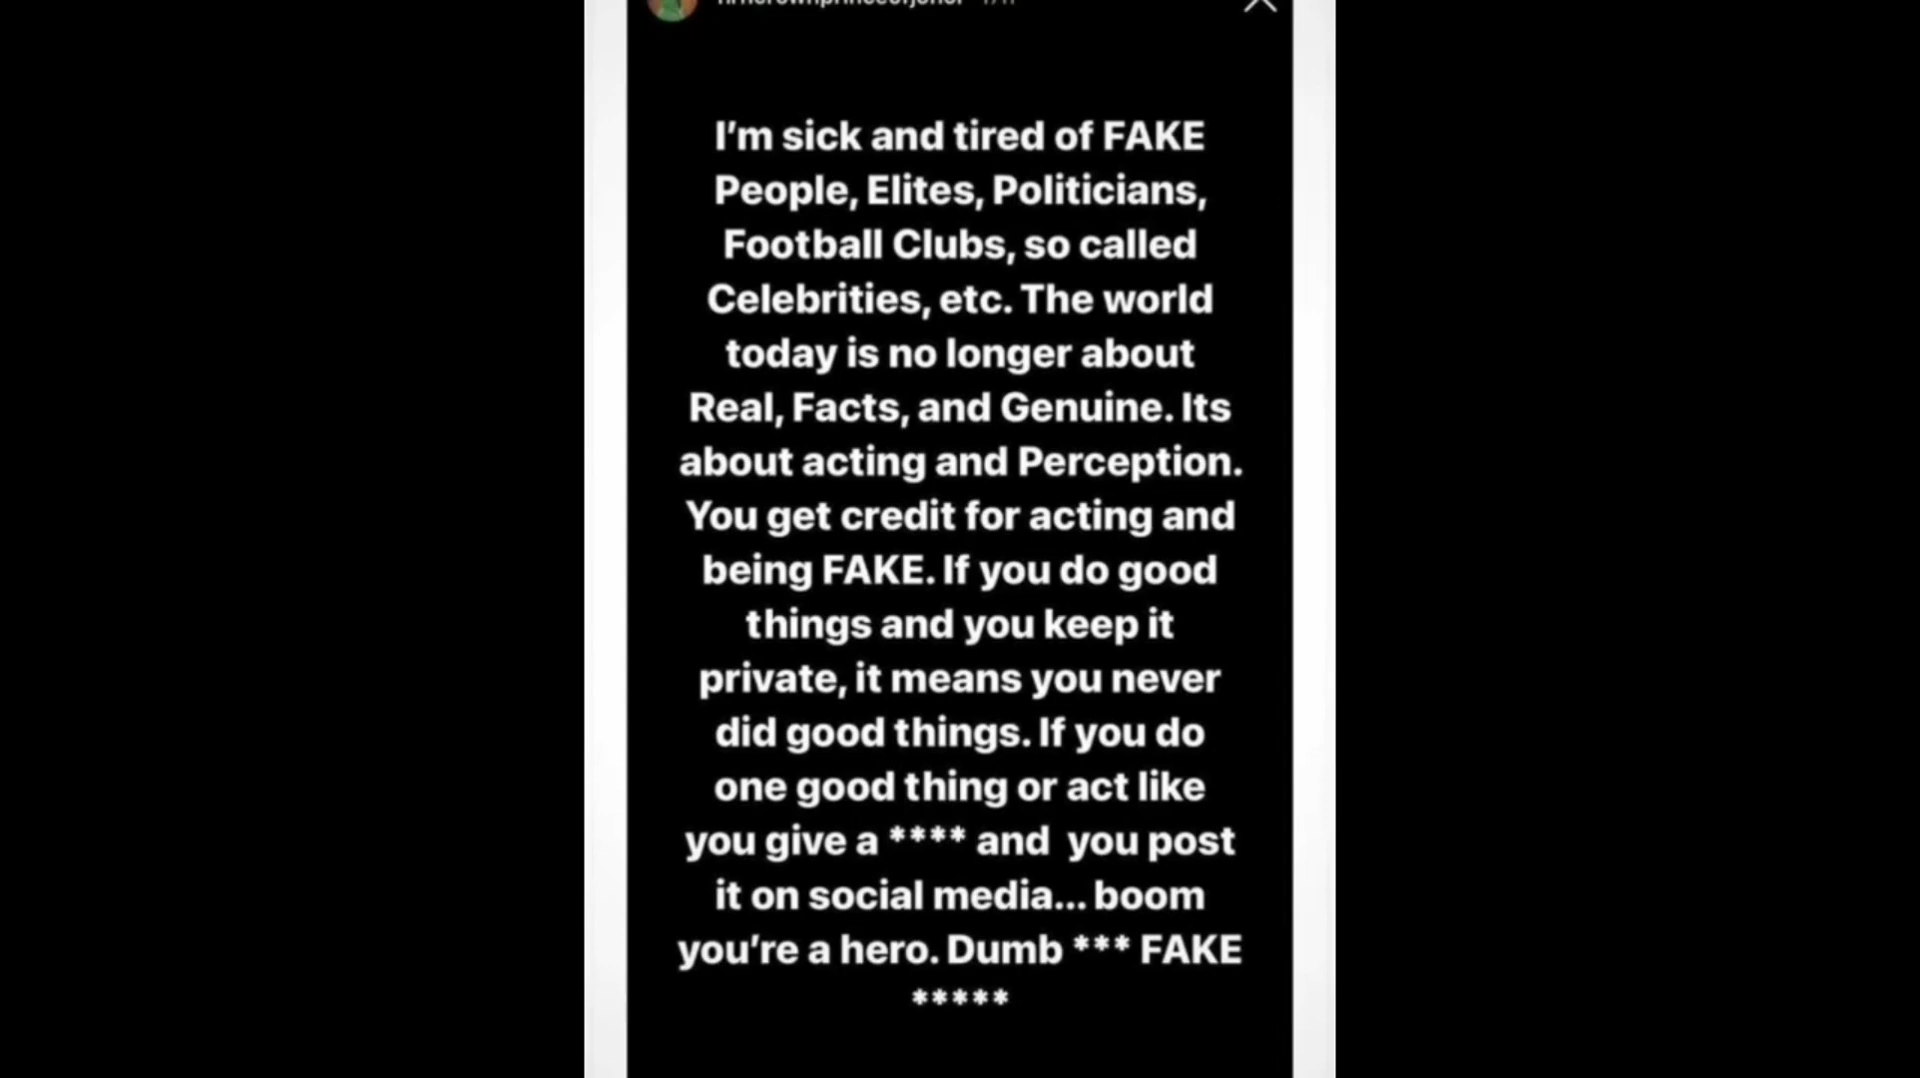 I'm sick and tired of FAKE
People, Elites, Politicians,
Football Clubs, so called
Celebrities, etc. The world
today is no longer about
Real, Facts, and Genuine. Its
about acting and Perception.
You get credit for acting and
being FAKE. If you do good
things and you keep it
private, it means you never
did good things. If you do
one good thing or act like
you give a **** and  you post
it on social media... boom
you're a hero. Dumb *** FAKE
*****